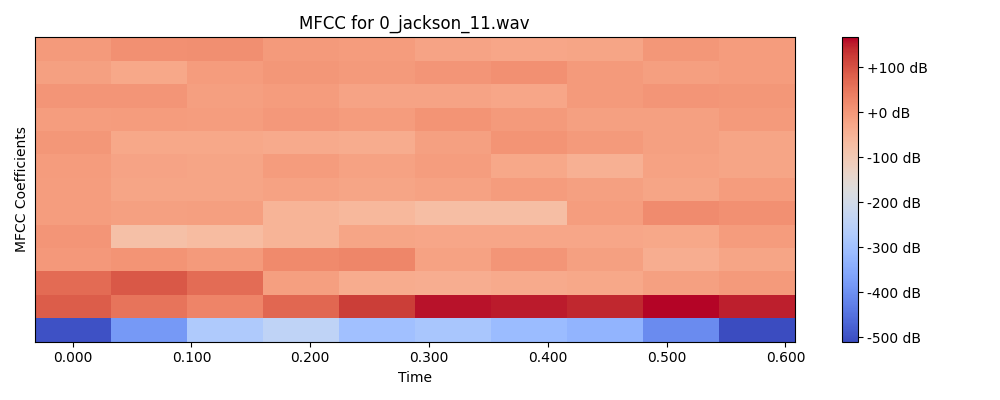 MFCC for 0_jackson_11.wav
MFCC Coefficients
+100 dB
+0 dB
-100 dB
-200 dB
-300 dB
-400 dB
-500 dB
0.000 0.100 0.200 0.300 0.400 0.500 0.600
Time